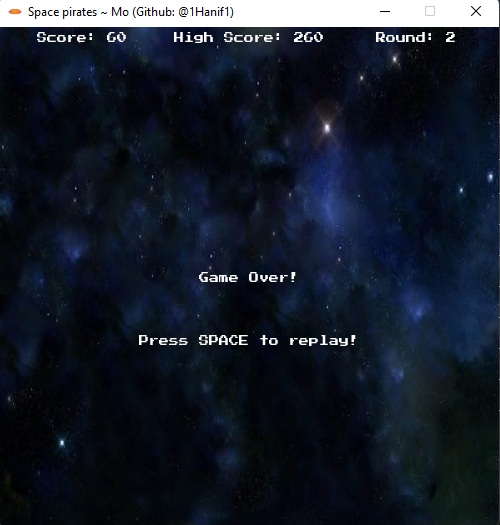 Space pirates ~ Mo (Github: @1Hanif1)
Score: 60 High Score: 260 Round: 2
Game Over!
Press SPACE to replay!